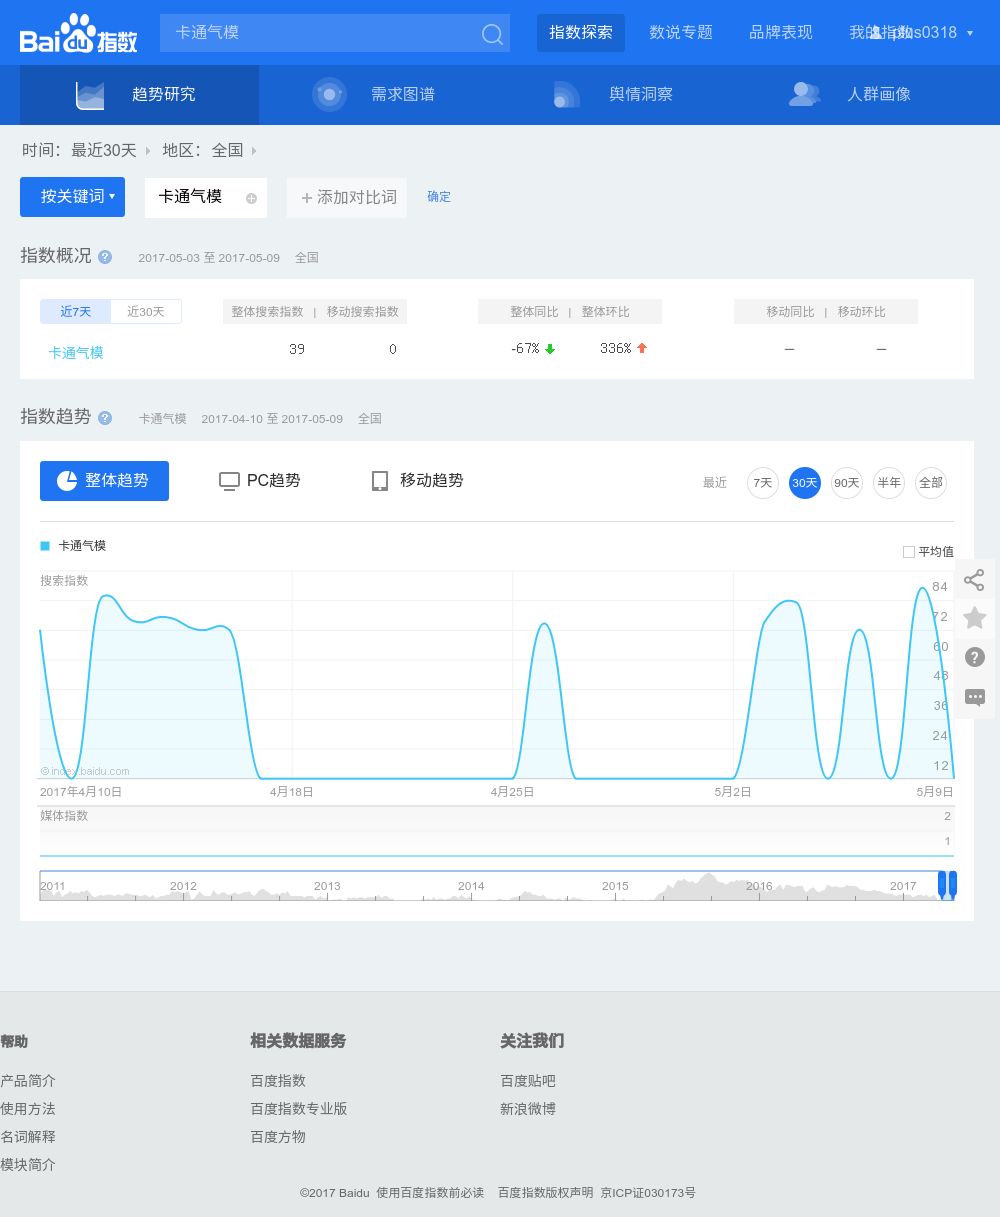 Bai du 指数
卡通气模
指数探索 数说专题 品牌表现 我的指数
趋势研究 需求图谱 舆情洞察 人群画像
时间： 最近30天 地区： 全国
按关键词 卡通气模 + 添加对比词 确定
指数概况 ? 2017-05-03 至 2017-05-09 全国
近7天 近30天 整体搜索指数 | 移动搜索指数 整体同比 | 整体环比 移动同比 | 移动环比
卡通气模 39 0 -67% 336% — —
指数趋势 ? 卡通气模 2017-04-10 至 2017-05-09 全国
整体趋势 PC趋势 移动趋势 最近 7天 30天 90天 半年 全部
卡通气模
平均值
搜索指数
84
72
60
48
36
24
12
©index.baidu.com
2017年4月10日 4月18日 4月25日 5月2日 5月9日
媒体指数 2
1
2011 2012 2013 2014 2015 2016 2017
帮助 相关数据服务 关注我们
产品简介 百度指数 百度贴吧
使用方法 百度指数专业版 新浪微博
名词解释 百度方物
模块简介
©2017 Baidu 使用百度指数前必读 百度指数版权声明 京ICP证030173号